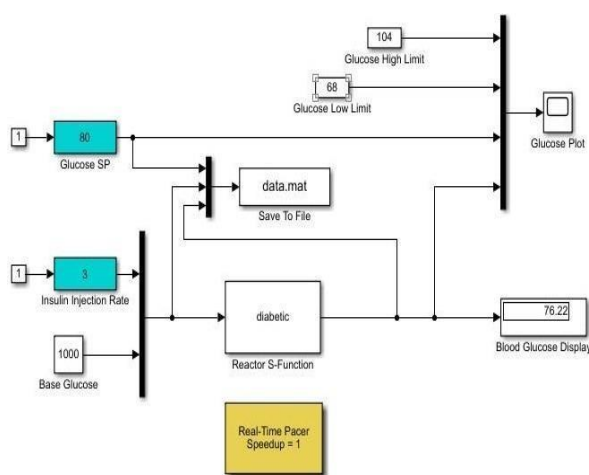 104
Glucose High Limit
68
Glucose Low Limit
Glucose Plot
1
80
Glucose SP
data.mat
Save To File
1
3
Insulin Injection Rate
1000
Base Glucose
diabetic
Reactor S-Function
76.22
Blood Glucose Display
Real-Time Pacer
Speedup = 1